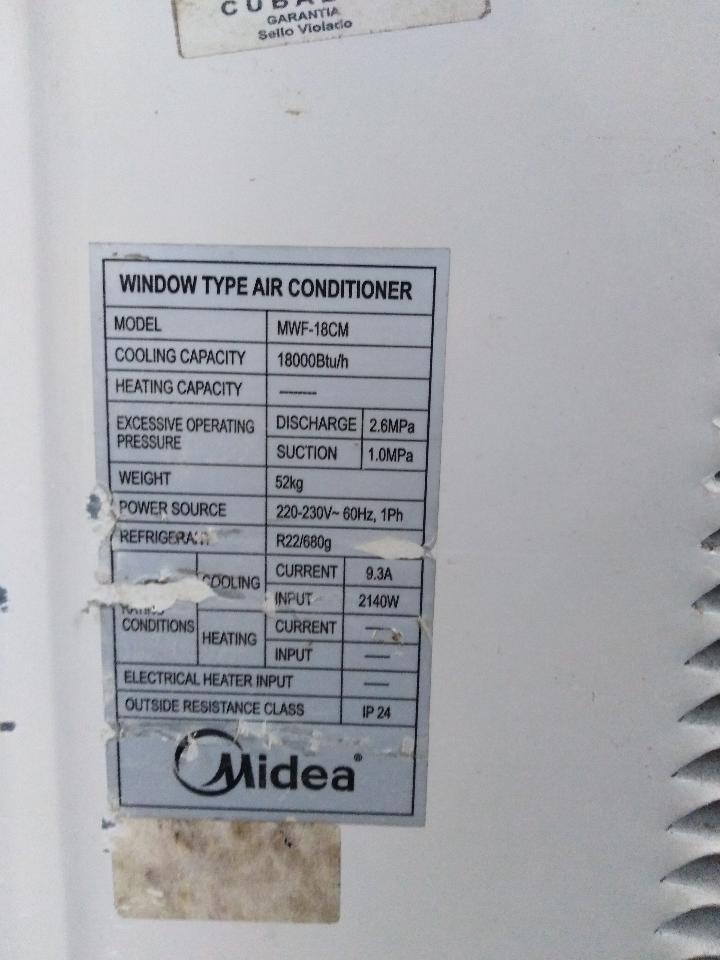 GARANTIA
Sello Violado
WINDOW TYPE AIR CONDITIONER
MODEL MWF-18CM
COOLING CAPACITY 18000Btu/h
HEATING CAPACITY ——
EXCESSIVE OPERATING PRESSURE DISCHARGE 2.6MPa
SUCTION 1.0MPa
WEIGHT 52kg
POWER SOURCE 220-230V~ 60Hz, 1Ph
REFRIGERANT R22/680g
COOLING CURRENT 9.3A
INPUT 2140W
RATING CONDITIONS HEATING CURRENT ——
INPUT ——
ELECTRICAL HEATER INPUT ——
OUTSIDE RESISTANCE CLASS IP 24
Midea®